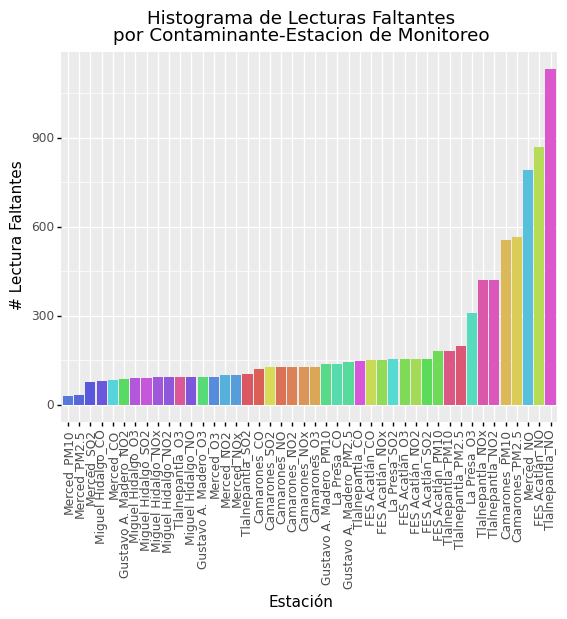 Histograma de Lecturas Faltantes
por Contaminante-Estacion de Monitoreo
# Lectura Faltantes
900
600
300
0
Merced_PM10
Merced_PM2.5
Merced_SO2
Miguel Hidalgo_CO
Merced_CO
Gustavo A. Madero_NO2
Miguel Hidalgo_O3
Miguel Hidalgo_SO2
Miguel Hidalgo_NOx
Miguel Hidalgo_NO2
Tlalnepantla_O3
Miguel Hidalgo_NO
Gustavo A. Madero_O3
Merced_O3
Merced_NO2
Merced_NOx
Tlalnepantla_SO2
Camarones_CO
Camarones_SO2
Camarones_NO
Camarones_NO2
Camarones_NOx
Camarones_O3
Gustavo A. Madero_PM10
La Presa_CO
Gustavo A. Madero_PM2.5
Tlalnepantla_CO
FES Acatlán_CO
FES Acatlán_NOx
La Presa_SO2
FES Acatlán_O3
FES Acatlán_NO2
FES Acatlán_SO2
FES Acatlán_PM10
Tlalnepantla_PM10
Tlalnepantla_PM2.5
La Presa_O3
Tlalnepantla_NOx
Tlalnepantla_NO2
Camarones_PM10
Camarones_PM2.5
Merced_NO
FES Acatlán_NO
Tlalnepantla_NO
Estación